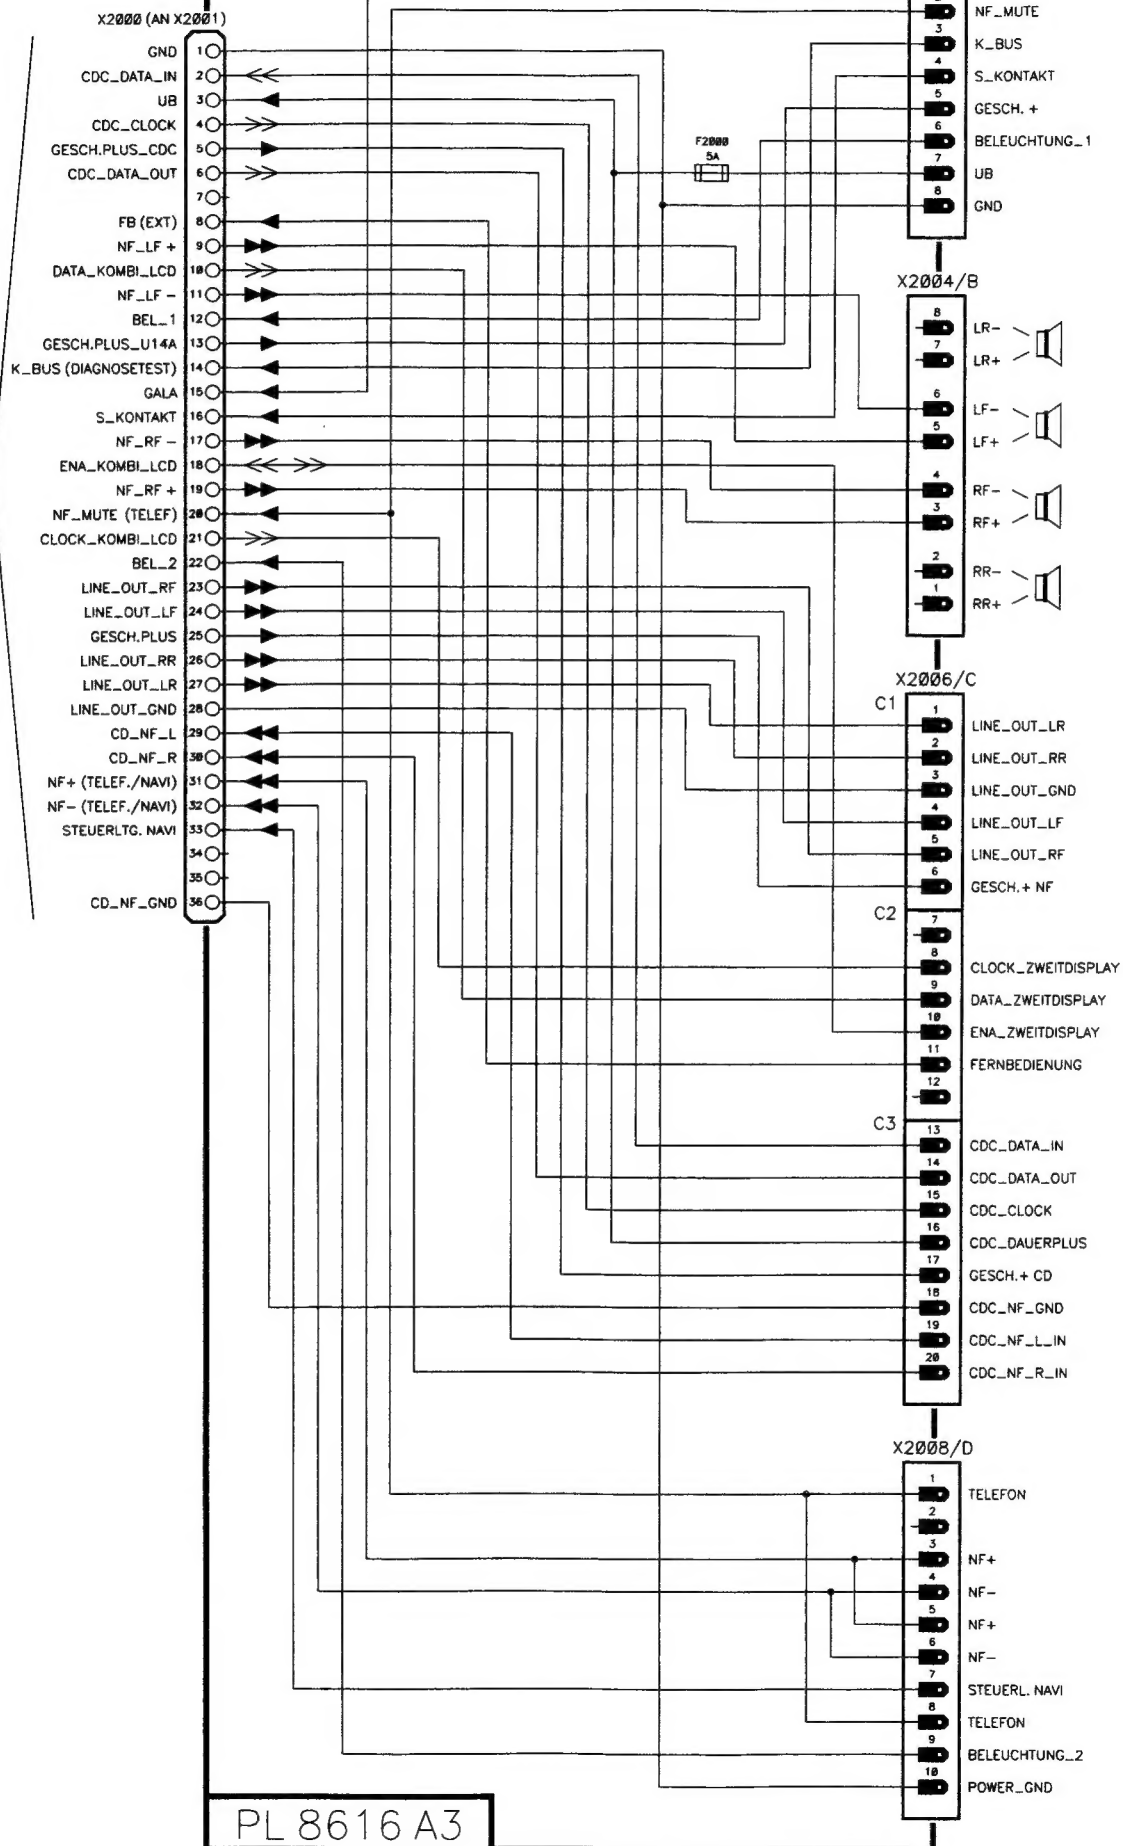 X2000 (AN X2001)
GND 1
CDC_DATA_IN 2
UB 3
CDC_CLOCK 4
GESCH.PLUS_CDC 5
CDC_DATA_OUT 6
7
FB (EXT) 8
NF_LF + 9
DATA_KOMBI_LCD 10
NF_LF - 11
BEL_1 12
GESCH.PLUS_U14A 13
K_BUS (DIAGNOSETEST) 14
GALA 15
S_KONTAKT 16
NF_RF - 17
ENA_KOMBI_LCD 18
NF_RF + 19
NF_MUTE (TELEF) 20
CLOCK_KOMBI_LCD 21
BEL_2 22
LINE_OUT_RF 23
LINE_OUT_LF 24
GESCH.PLUS 25
LINE_OUT_RR 26
LINE_OUT_LR 27
LINE_OUT_GND 28
CD_NF_L 29
CD_NF_R 30
NF+ (TELEF./NAVI) 31
NF- (TELEF./NAVI) 32
STEUERLTG. NAVI 33
34
35
CD_NF_GND 36
F2000
5A
NF_MUTE
3 K_BUS
4 S_KONTAKT
5 GESCH. +
6 BELEUCHTUNG_1
7 UB
8 GND
X2004/B
8 LR-
7 LR+
6 LF-
5 LF+
4 RF-
3 RF+
2 RR-
1 RR+
X2006/C
C1
1 LINE_OUT_LR
2 LINE_OUT_RR
3 LINE_OUT_GND
4 LINE_OUT_LF
5 LINE_OUT_RF
6 GESCH.+ NF
C2
7
8 CLOCK_ZWEITDISPLAY
9 DATA_ZWEITDISPLAY
10 ENA_ZWEITDISPLAY
11 FERNBEDIENUNG
12
C3
13 CDC_DATA_IN
14 CDC_DATA_OUT
15 CDC_CLOCK
16 CDC_DAUERPLUS
17 GESCH.+ CD
18 CDC_NF_GND
19 CDC_NF_L_IN
20 CDC_NF_R_IN
X2008/D
1 TELEFON
2
3 NF+
4 NF-
5 NF+
6 NF-
7 STEUERL. NAVI
8 TELEFON
9 BELEUCHTUNG_2
10 POWER_GND
PL 8616 A3